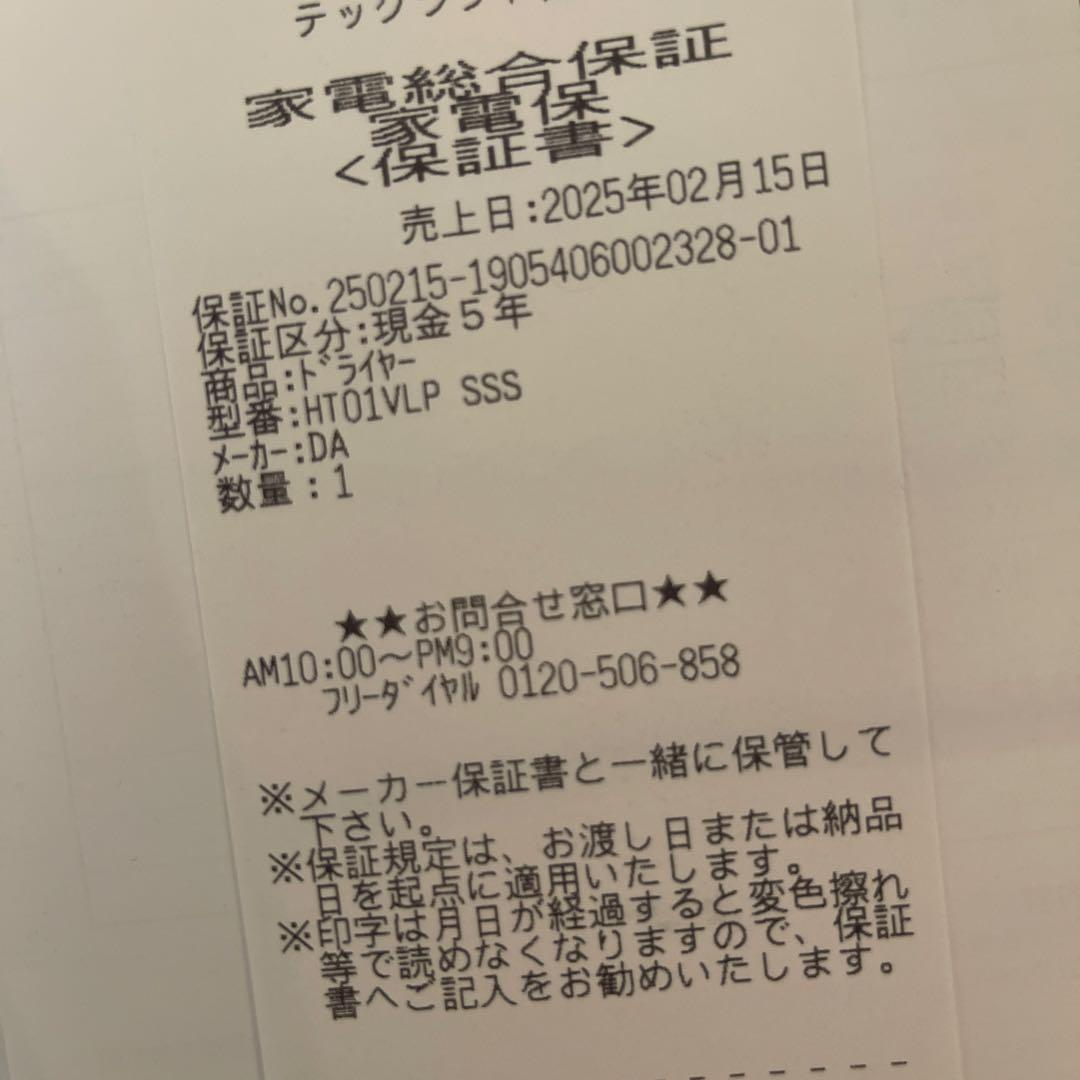 テックランド
家電総合保証
家電保
<保証書>
売上日:2025年02月15日
保証No.250215-1905406002328-01
保証区分:現金５年
商品:ﾄﾞﾗｲﾔｰ
型番:HT01VLP SSS
ﾒｰｶｰ:DA
数量:1
★★お問合せ窓口★★
AM10:00～PM9:00
ﾌﾘｰﾀﾞｲﾔﾙ 0120-506-858
※メーカー保証書と一緒に保管して
下さい。
※保証規定は、お渡し日または納品
日を起点に適用いたします。
※印字は月日が経過すると変色擦れ
等で読めなくなりますので、保証
書へご記入をお勧めいたします。